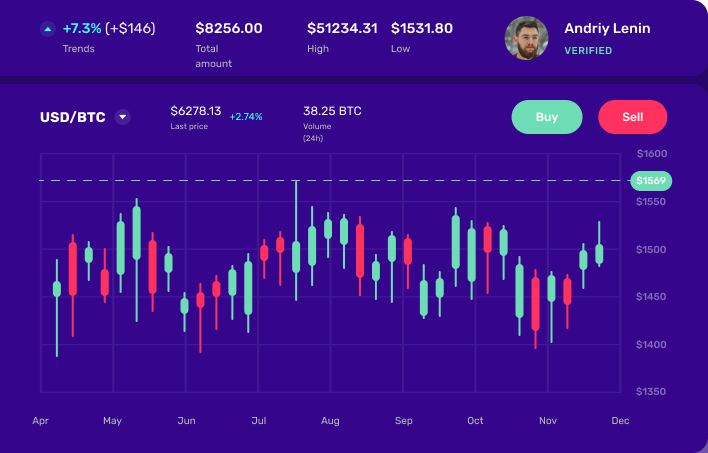 +7.3% (+$146)
Trends
$8256.00
Total
amount
$51234.31
High
$1531.80
Low
Andriy Lenin
VERIFIED
USD/BTC
$6278.13
Last price
+2.74%
38.25 BTC
Volume
(24h)
Buy
Sell
$1600
$1569
$1550
$1500
$1450
$1400
$1350
Apr May Jun Jul Aug Sep Oct Nov Dec